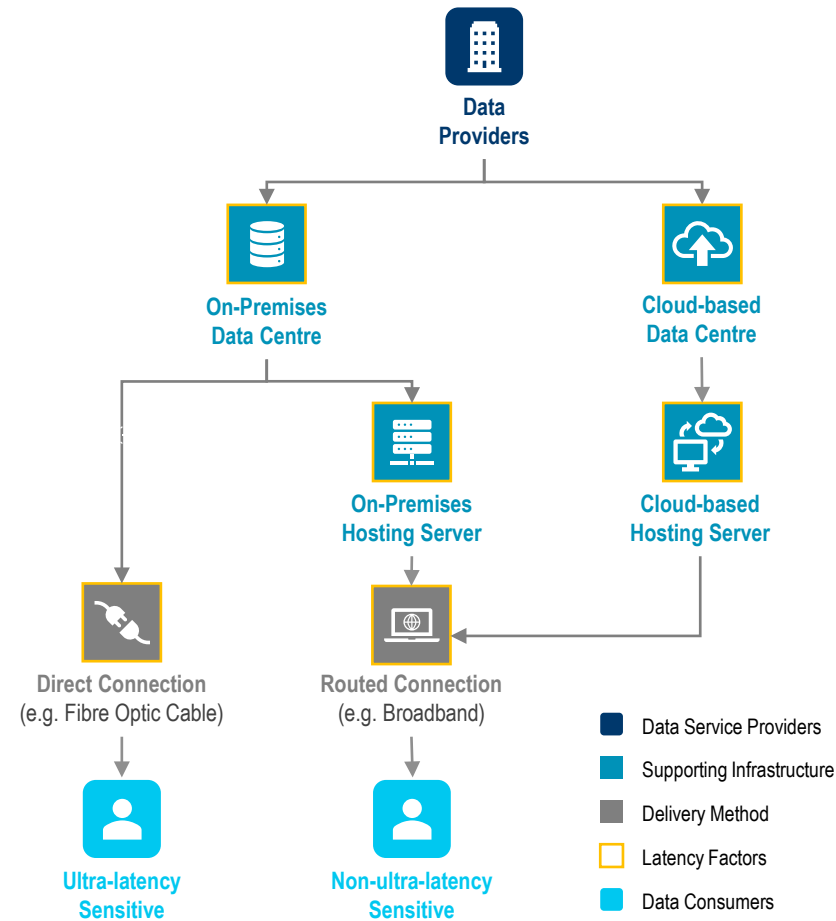 Data
Providers
On-Premises
Data Centre
Cloud-based
Data Centre
On-Premises
Hosting Server
Cloud-based
Hosting Server
Direct Connection
(e.g. Fibre Optic Cable)
Routed Connection
(e.g. Broadband)
Ultra-latency
Sensitive
Non-ultra-latency
Sensitive
Data Service Providers
Supporting Infrastructure
Delivery Method
Latency Factors
Data Consumers